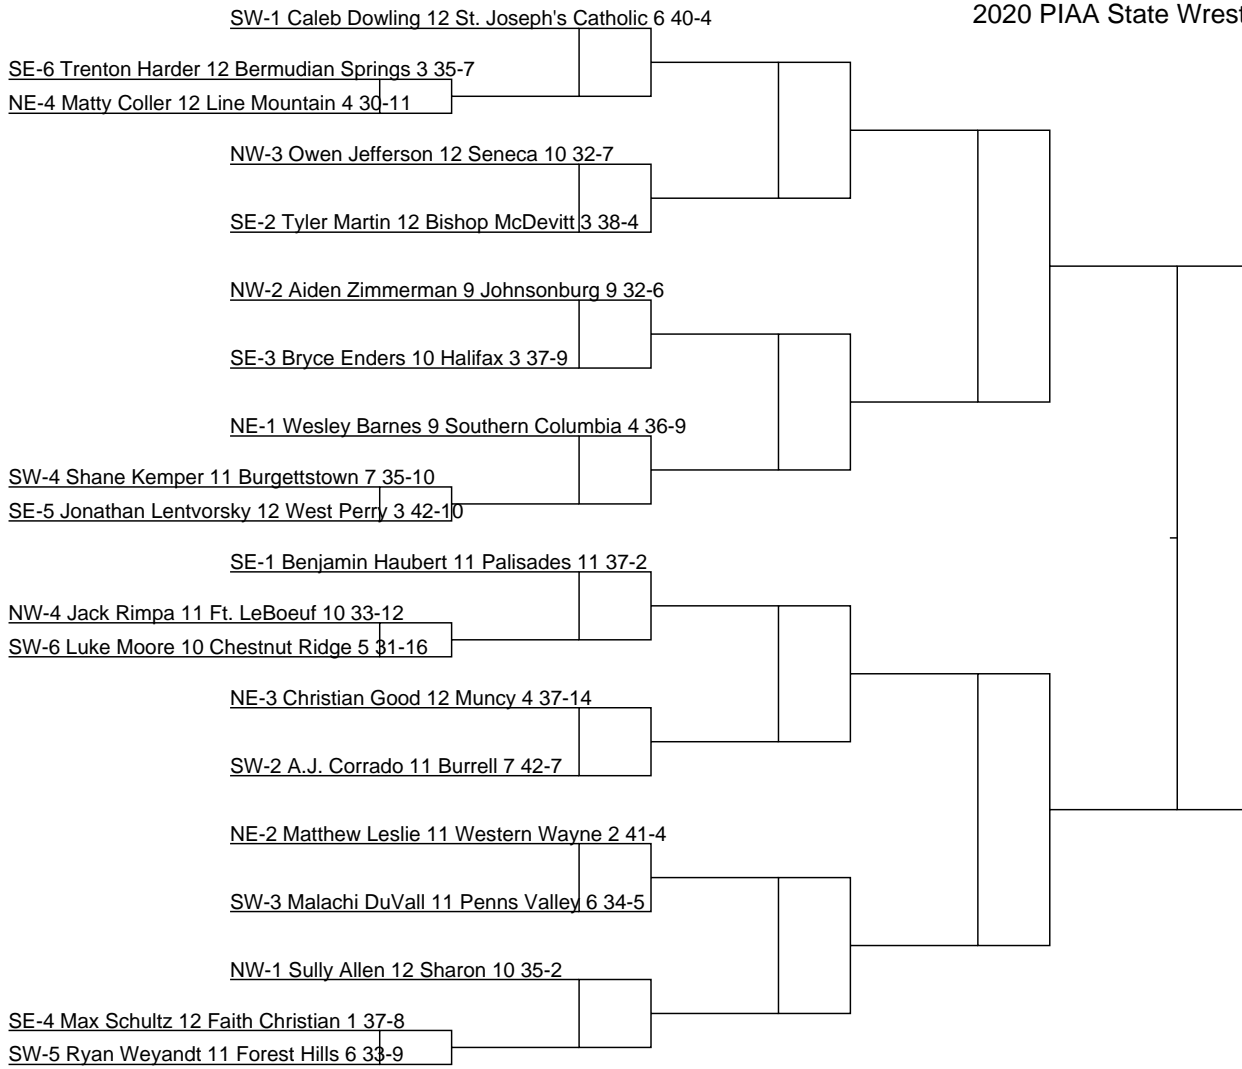 2020 PIAA State Wrest
SW-1 Caleb Dowling 12 St. Joseph's Catholic 6 40-4
SE-6 Trenton Harder 12 Bermudian Springs 3 35-7
NE-4 Matty Coller 12 Line Mountain 4 30-11
NW-3 Owen Jefferson 12 Seneca 10 32-7
SE-2 Tyler Martin 12 Bishop McDevitt 3 38-4
NW-2 Aiden Zimmerman 9 Johnsonburg 9 32-6
SE-3 Bryce Enders 10 Halifax 3 37-9
NE-1 Wesley Barnes 9 Southern Columbia 4 36-9
SW-4 Shane Kemper 11 Burgettstown 7 35-10
SE-5 Jonathan Lentvorsky 12 West Perry 3 42-10
SE-1 Benjamin Haubert 11 Palisades 11 37-2
NW-4 Jack Rimpa 11 Ft. LeBoeuf 10 33-12
SW-6 Luke Moore 10 Chestnut Ridge 5 31-16
NE-3 Christian Good 12 Muncy 4 37-14
SW-2 A.J. Corrado 11 Burrell 7 42-7
NE-2 Matthew Leslie 11 Western Wayne 2 41-4
SW-3 Malachi DuVall 11 Penns Valley 6 34-5
NW-1 Sully Allen 12 Sharon 10 35-2
SE-4 Max Schultz 12 Faith Christian 1 37-8
SW-5 Ryan Weyandt 11 Forest Hills 6 33-9